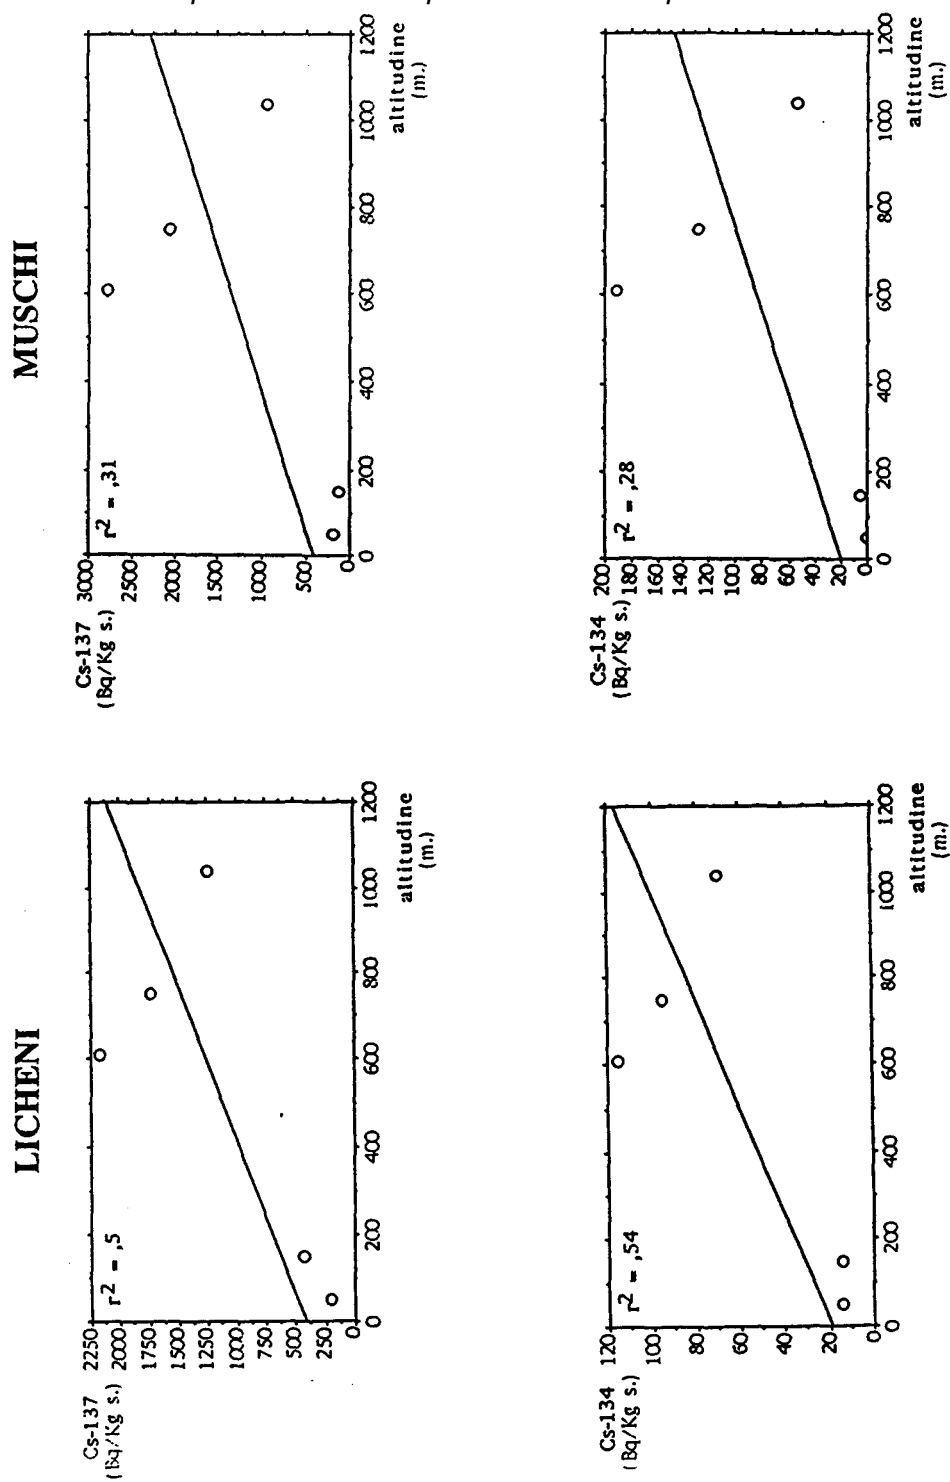 LICHENI
MUSCHI
Cs-137
(Bq/Kg s.)
2250
2000
1750
1500
1250
1000
750
500
250
0
r² = ,5
0 200 400 600 800 1000 1200
altitudine
(m.)
Cs-137
(Bq/Kg s.)
3000
2500
2000
1500
1000
500
0
r² = ,31
0 200 400 600 800 1000 1200
altitudine
(m.)
Cs-134
(Bq/Kg s.)
120
100
80
60
40
20
0
r² = ,54
0 200 400 600 800 1000 1200
altitudine
(m.)
Cs-134
(Bq/Kg s.)
200
180
160
140
120
100
80
60
40
20
0
r² = ,28
0 200 400 600 800 1000 1200
altitudine
(m.)